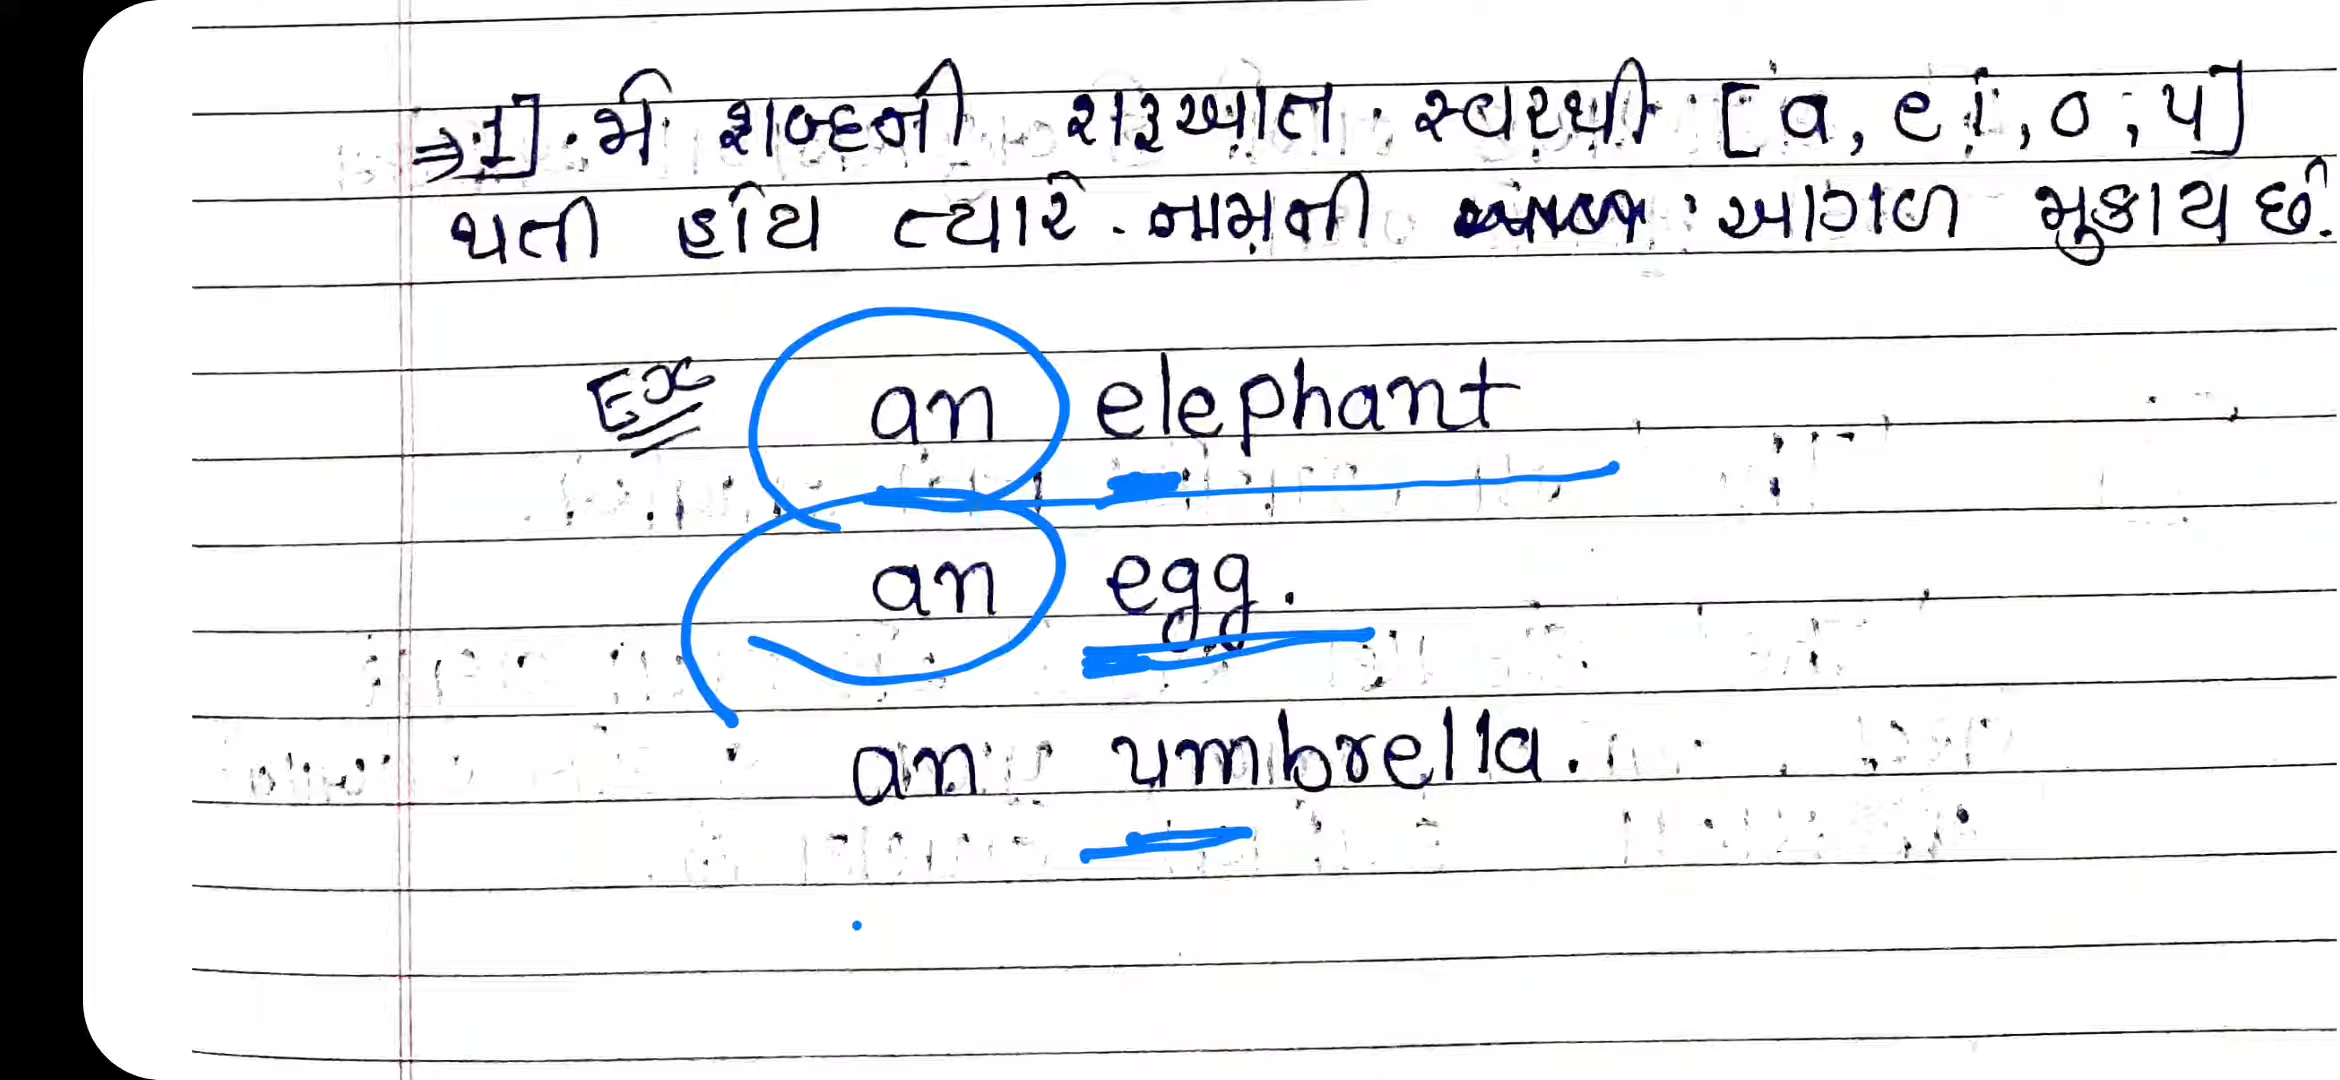 ⇒ 1]. જે શબ્દની શરૂઆત સ્વરથી [a, e i, o, u]
થતી હોય ત્યારે. નામની આગળ મુકાય છે.
Ex
an elephant
an egg.
an umbrella.